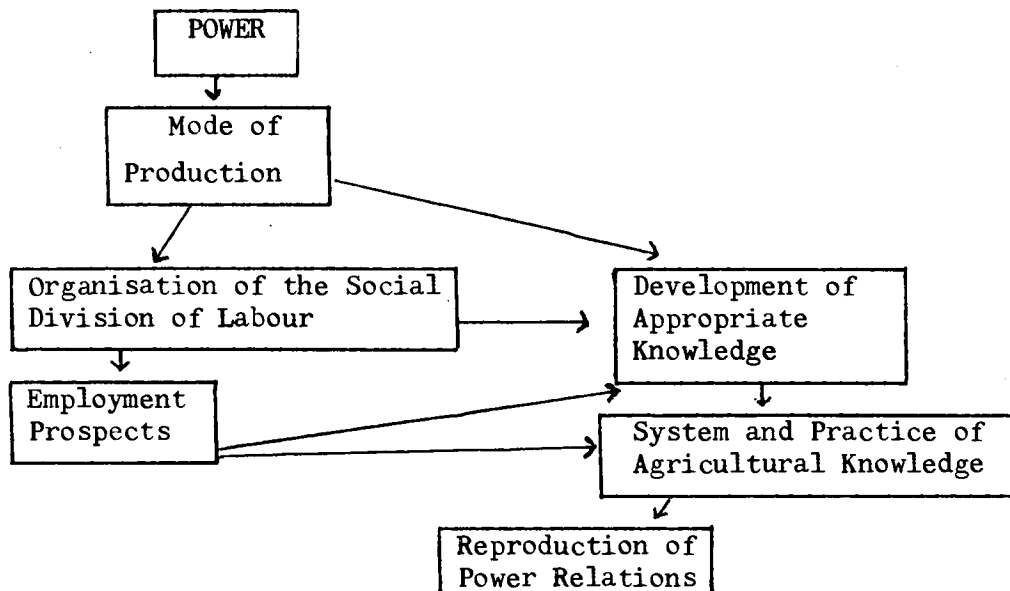 POWER
Mode of
Production
Organisation of the Social
Division of Labour
Development of
Appropriate
Knowledge
Employment
Prospects
System and Practice of
Agricultural Knowledge
Reproduction of
Power Relations